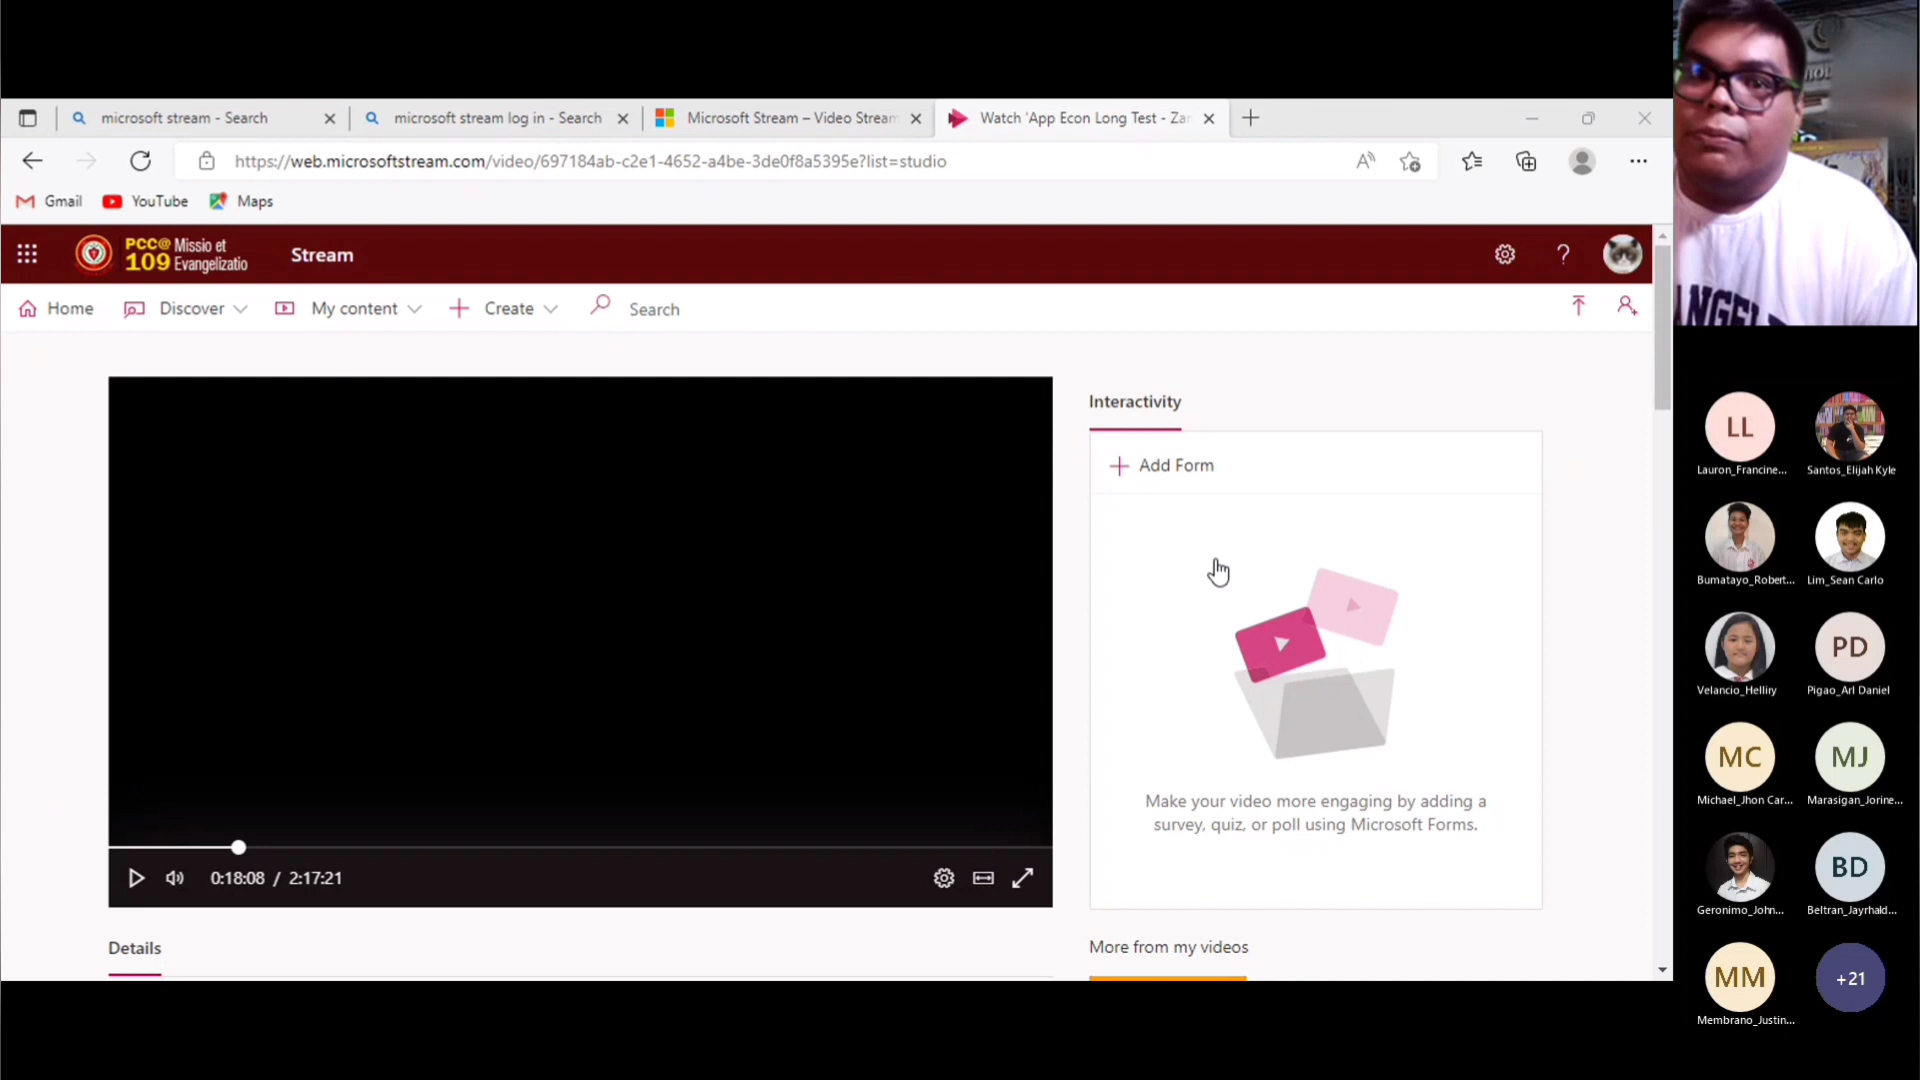 microsoft stream - Search
microsoft stream log in - Search
Microsoft Stream – Video Stream
Watch 'App Econ Long Test - Zar
https://web.microsoftstream.com/video/697184ab-c2e1-4652-a4be-3de0f8a5395e?list=studio
Gmail
YouTube
Maps
PCC@ Missio et
109 Evangelizatio
Stream
Home
Discover
My content
Create
Search
Interactivity
Add Form
Make your video more engaging by adding a
survey, quiz, or poll using Microsoft Forms.
0:18:08 / 2:17:21
Details
More from my videos
LL
Lauron_Francine...
Santos_Elijah Kyle
Bumatayo_Robert...
Lim_Sean Carlo
Velancio_Helliry
PD
Pigao_Arl Daniel
MC
Michael_Jhon Car...
MJ
Marasigan_Jorine...
Geronimo_John...
BD
Beltran_Jayrhald...
MM
Membrano_Justin...
+21